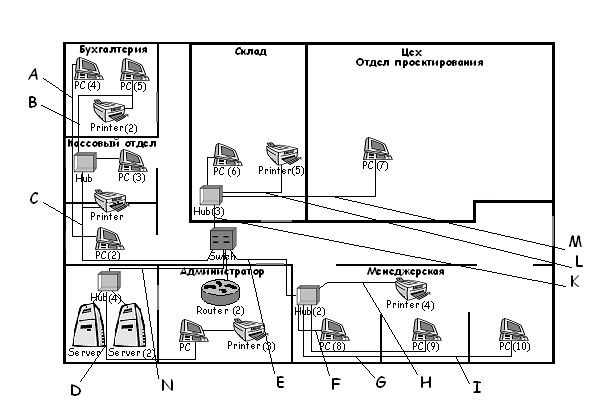 Бухгалтерия
Склад
Цех
Отдел проектирования
A
PC(4)
PC(5)
B
Printer(2)
Кассовый отдел
Hub
PC(3)
PC(6)
Printer(5)
PC(7)
C
Printer
Hub(3)
PC(2)
M
Switch
L
K
Администратор
Менеджерская
Hub(4)
Router (2)
Hub(2)
Printer(4)
Server
Server(2)
PC
Printer(3)
PC(8)
PC(9)
PC(10)
D
N
E
F
G
H
I